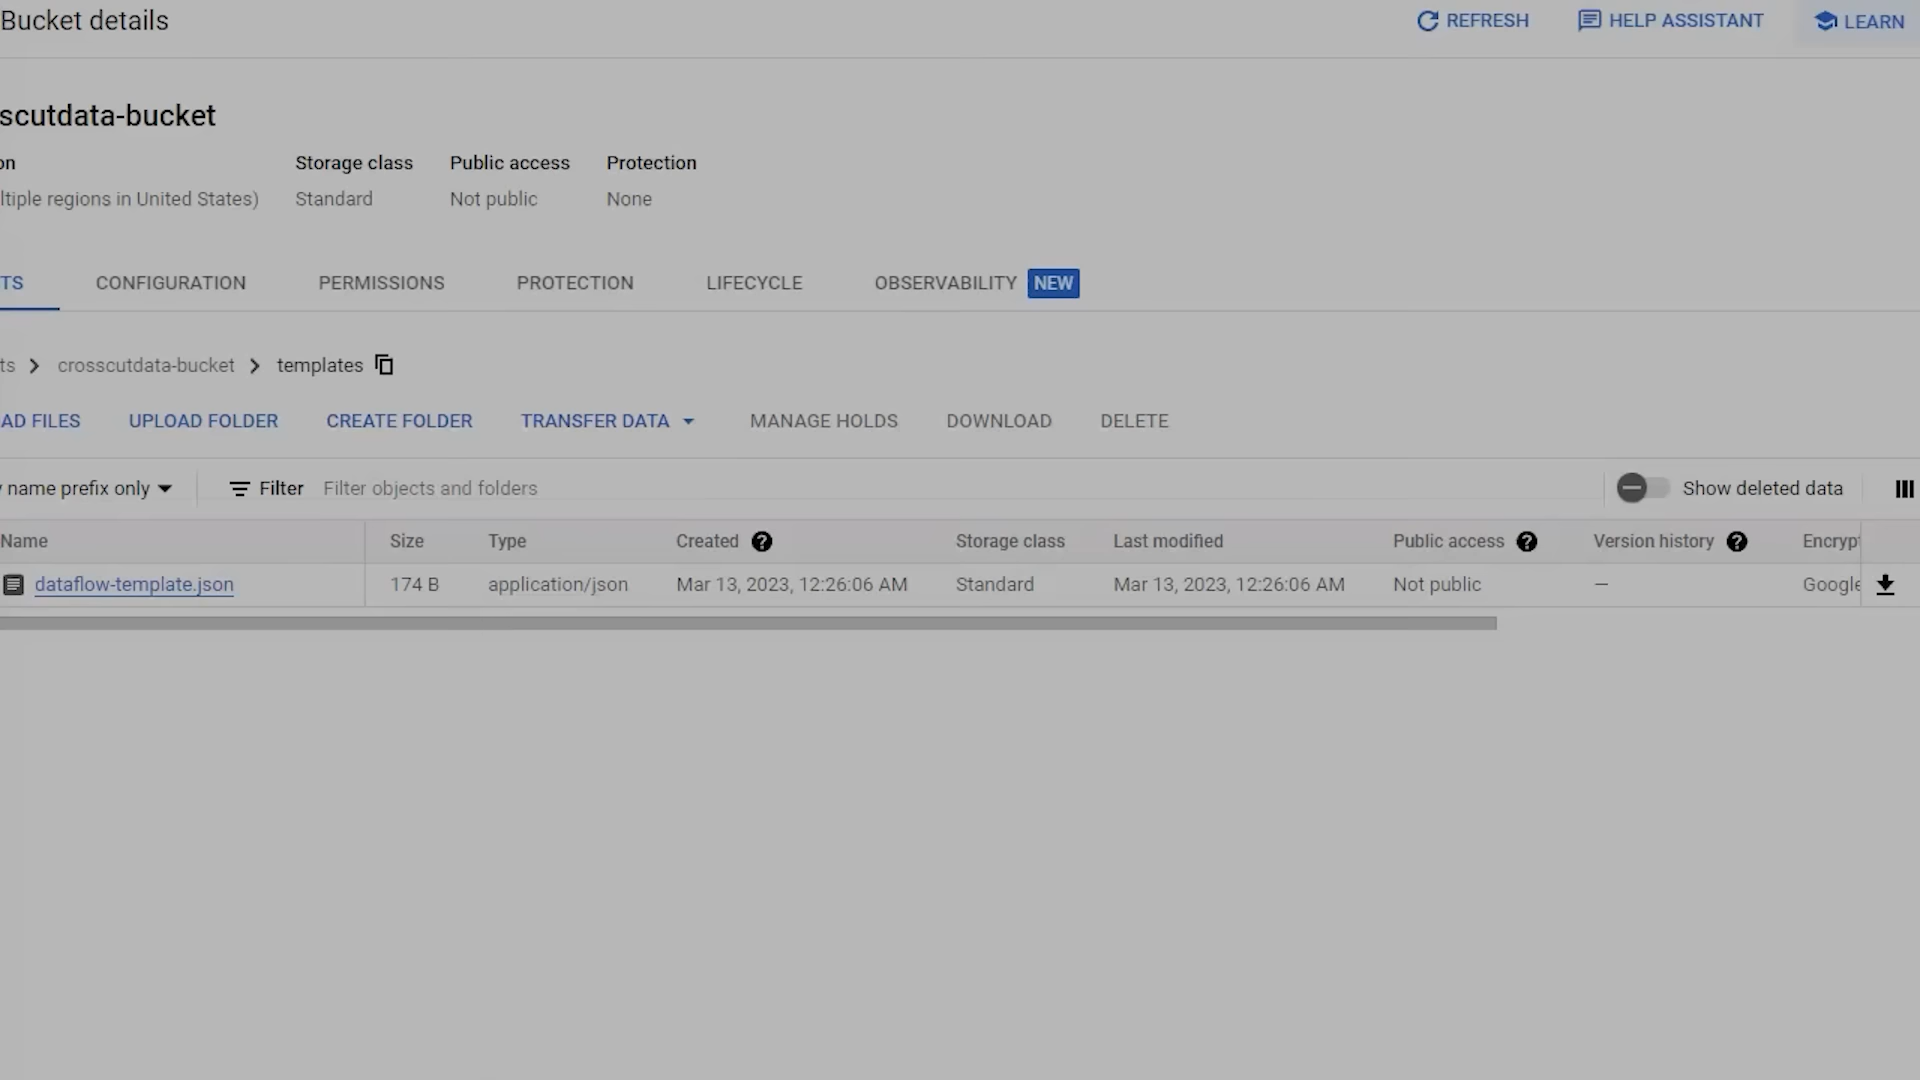 Bucket details REFRESH HELP ASSISTANT LEARN
scutdata-bucket
on Storage class Public access Protection
ltiple regions in United States) Standard Not public None
TS CONFIGURATION PERMISSIONS PROTECTION LIFECYCLE OBSERVABILITY NEW
ts > crosscutdata-bucket > templates
AD FILES UPLOAD FOLDER CREATE FOLDER TRANSFER DATA MANAGE HOLDS DOWNLOAD DELETE
name prefix only Filter Filter objects and folders Show deleted data
Name Size Type Created Storage class Last modified Public access Version history Encryp
dataflow-template.json 174 B application/json Mar 13, 2023, 12:26:06 AM Standard Mar 13, 2023, 12:26:06 AM Not public — Google